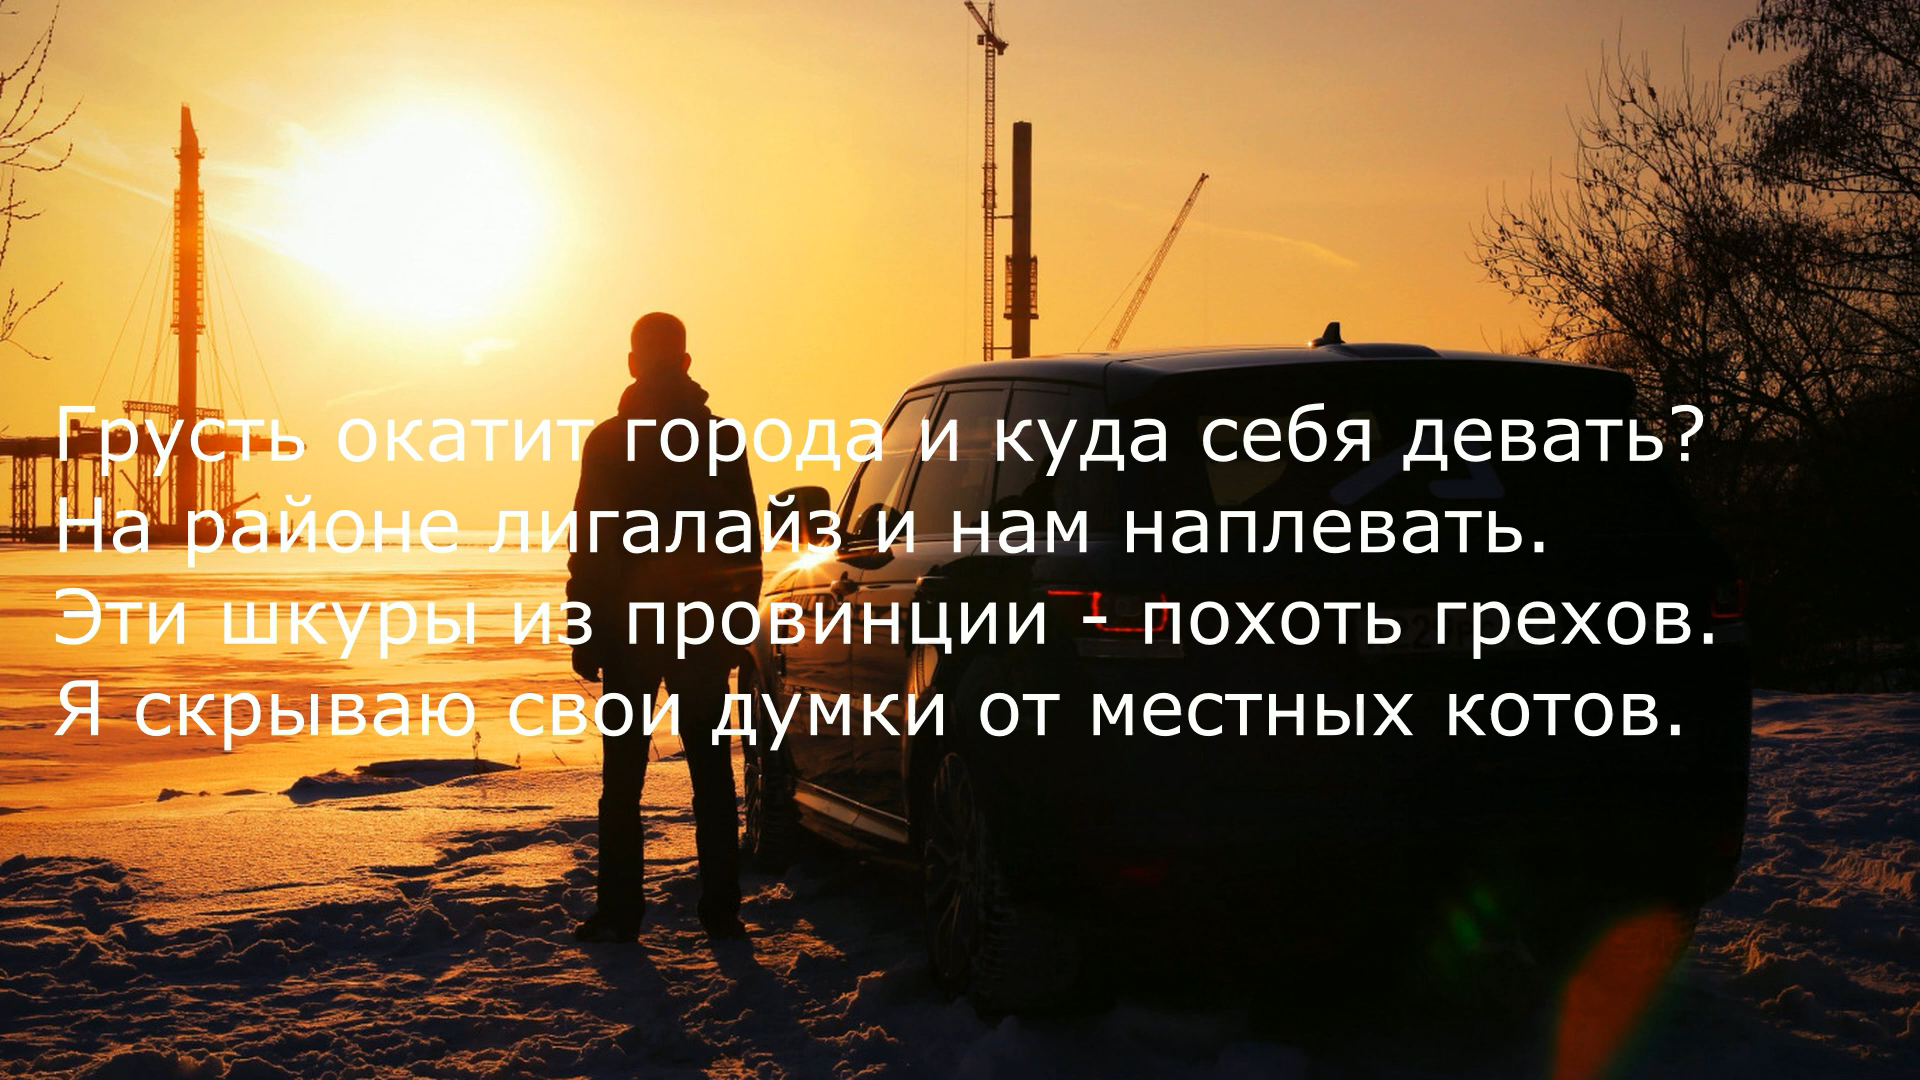 Грусть окатит города и куда себя девать?
На районе лигалайз и нам наплевать.
Эти шкуры из провинции - похоть грехов.
Я скрываю свои думки от местных котов.